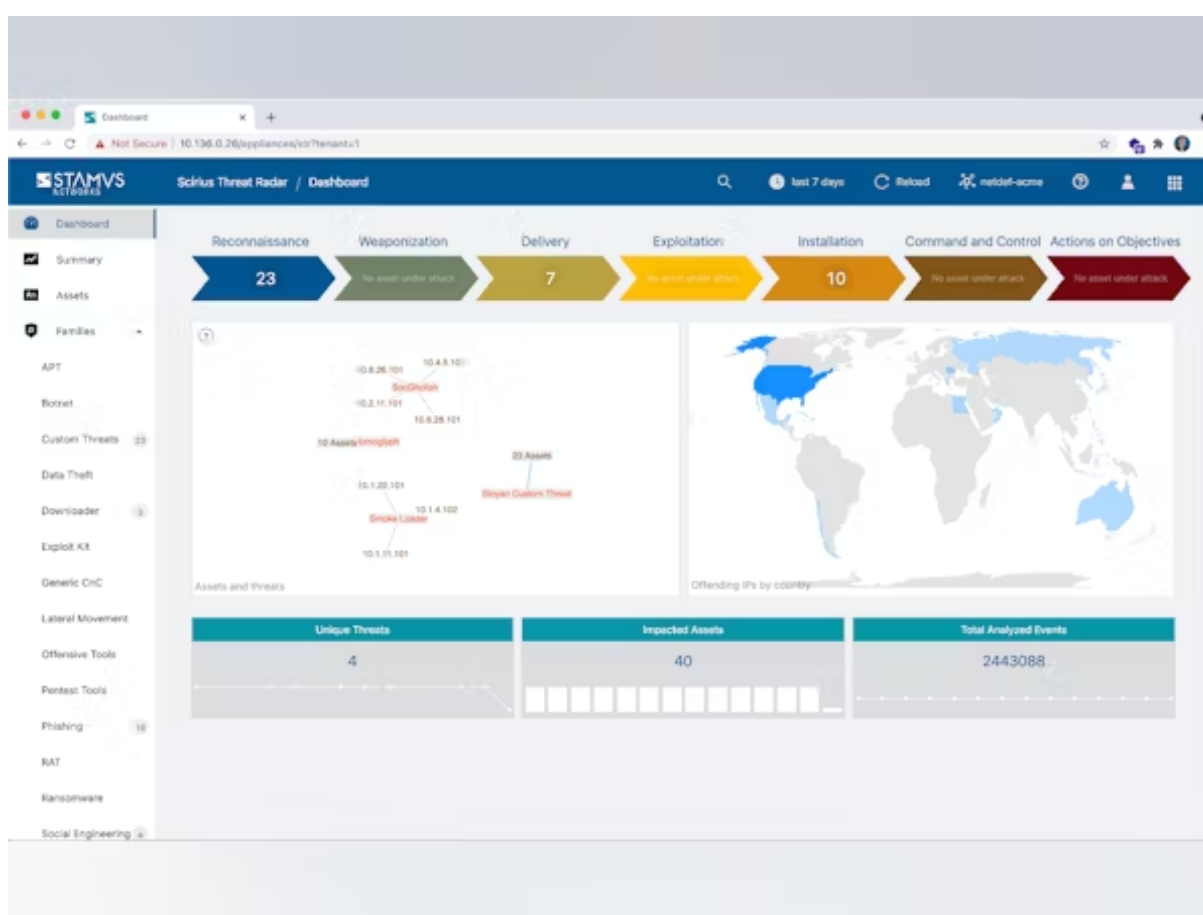 Dashboard
Not Secure | 10.136.0.26/appliances/str?tenant=1
STAMVS
NETWORKS
Scirius Threat Radar / Dashboard
last 7 days
Reload
netdef-acme
Dashboard
Summary
Assets
Families
APT
Botnet
Custom Threats 23
Data Theft
Downloader 3
Exploit Kit
Generic CnC
Lateral Movement
Offensive Tools
Pentest Tools
Phishing 10
RAT
Ransomware
Social Engineering 4
Reconnaissance
Weaponization
Delivery
Exploitation
Installation
Command and Control
Actions on Objectives
23
No asset under attack
7
No asset under attack
10
No asset under attack
No asset under attack
10.8.26.101
SocGholish
10.2.11.101
10.6.28.101
10 Assets
23 Assets
Stoyan Custom Threat
10.1.22.101
10.1.4.102
Smoke Loader
10.1.11.101
Assets and threats
Offending IPs by country
Unique Threats
4
Impacted Assets
40
Total Analyzed Events
2443088